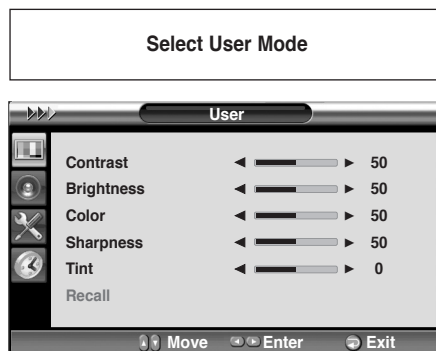 Select User Mode
User
Contrast 50
Brightness 50
Color 50
Sharpness 50
Tint 0
Recall
Move Enter Exit